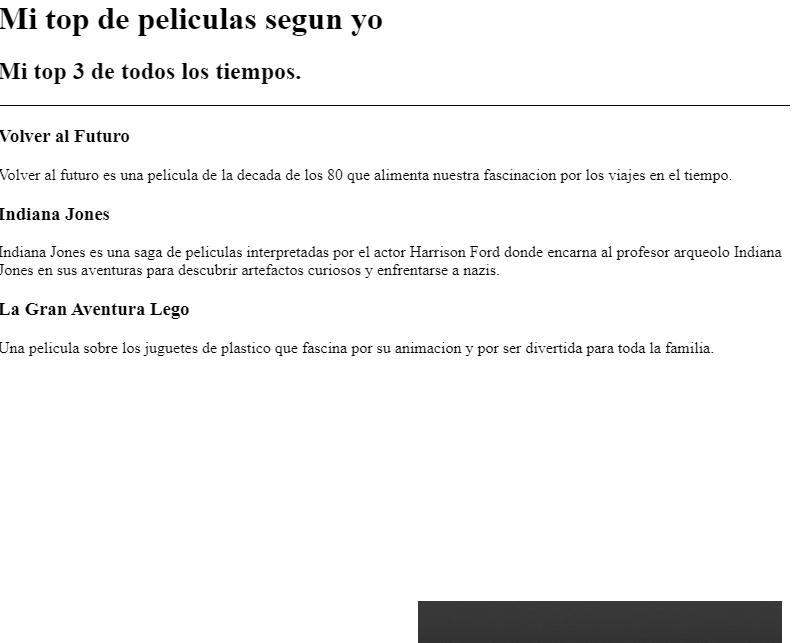 Mi top de peliculas segun yo
Mi top 3 de todos los tiempos.
Volver al Futuro
Volver al futuro es una pelicula de la decada de los 80 que alimenta nuestra fascinacion por los viajes en el tiempo.
Indiana Jones
Indiana Jones es una saga de peliculas interpretadas por el actor Harrison Ford donde encarna al profesor arqueolo Indiana
Jones en sus aventuras para descubrir artefactos curiosos y enfrentarse a nazis.
La Gran Aventura Lego
Una pelicula sobre los juguetes de plastico que fascina por su animacion y por ser divertida para toda la familia.